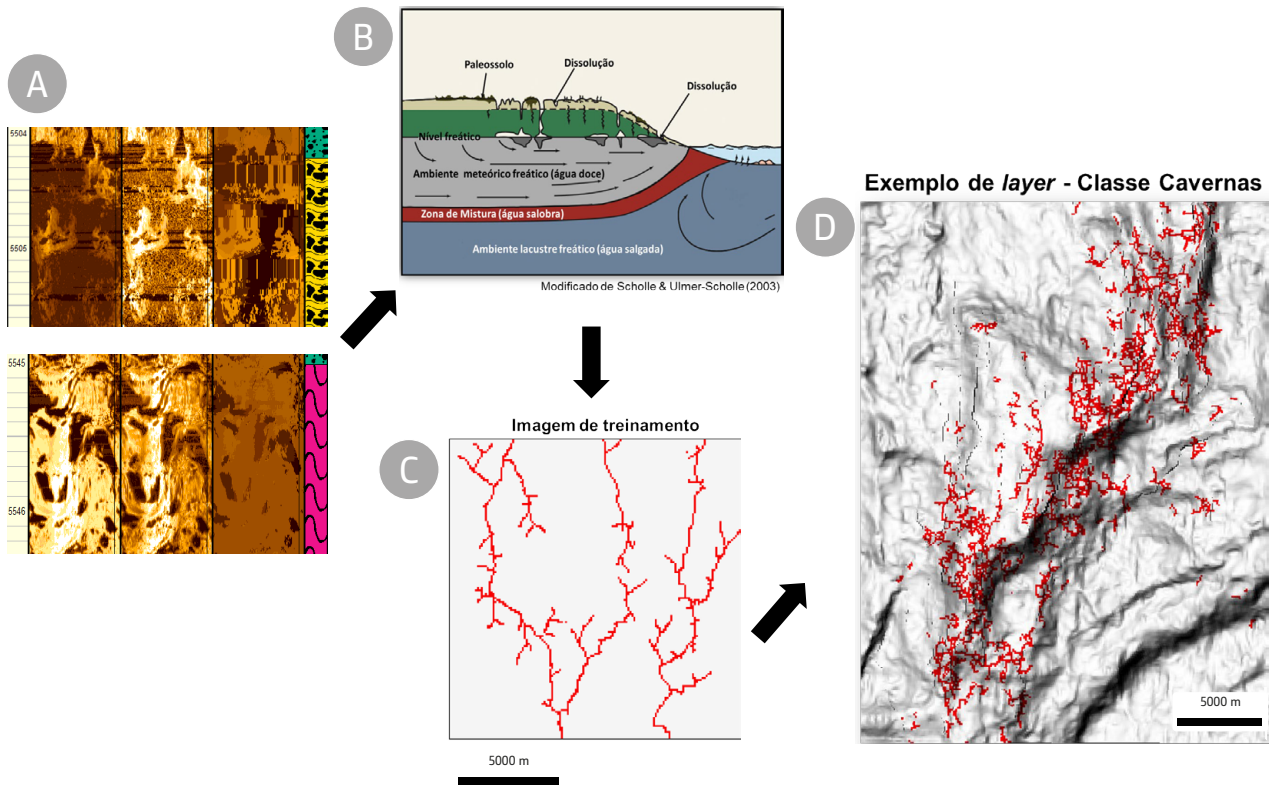 A
5504
5506
5545
5546
B
Paleossolo
Dissolução
Dissolução
Nível freático
Ambiente meteórico freático (água doce)
Zona de Mistura (água salobra)
Ambiente lacustre freático (água salgada)
Modificado de Scholle & Ulmer-Scholle (2003)
C
Imagem de treinamento
5000 m
D
Exemplo de layer - Classe Cavernas
5000 m